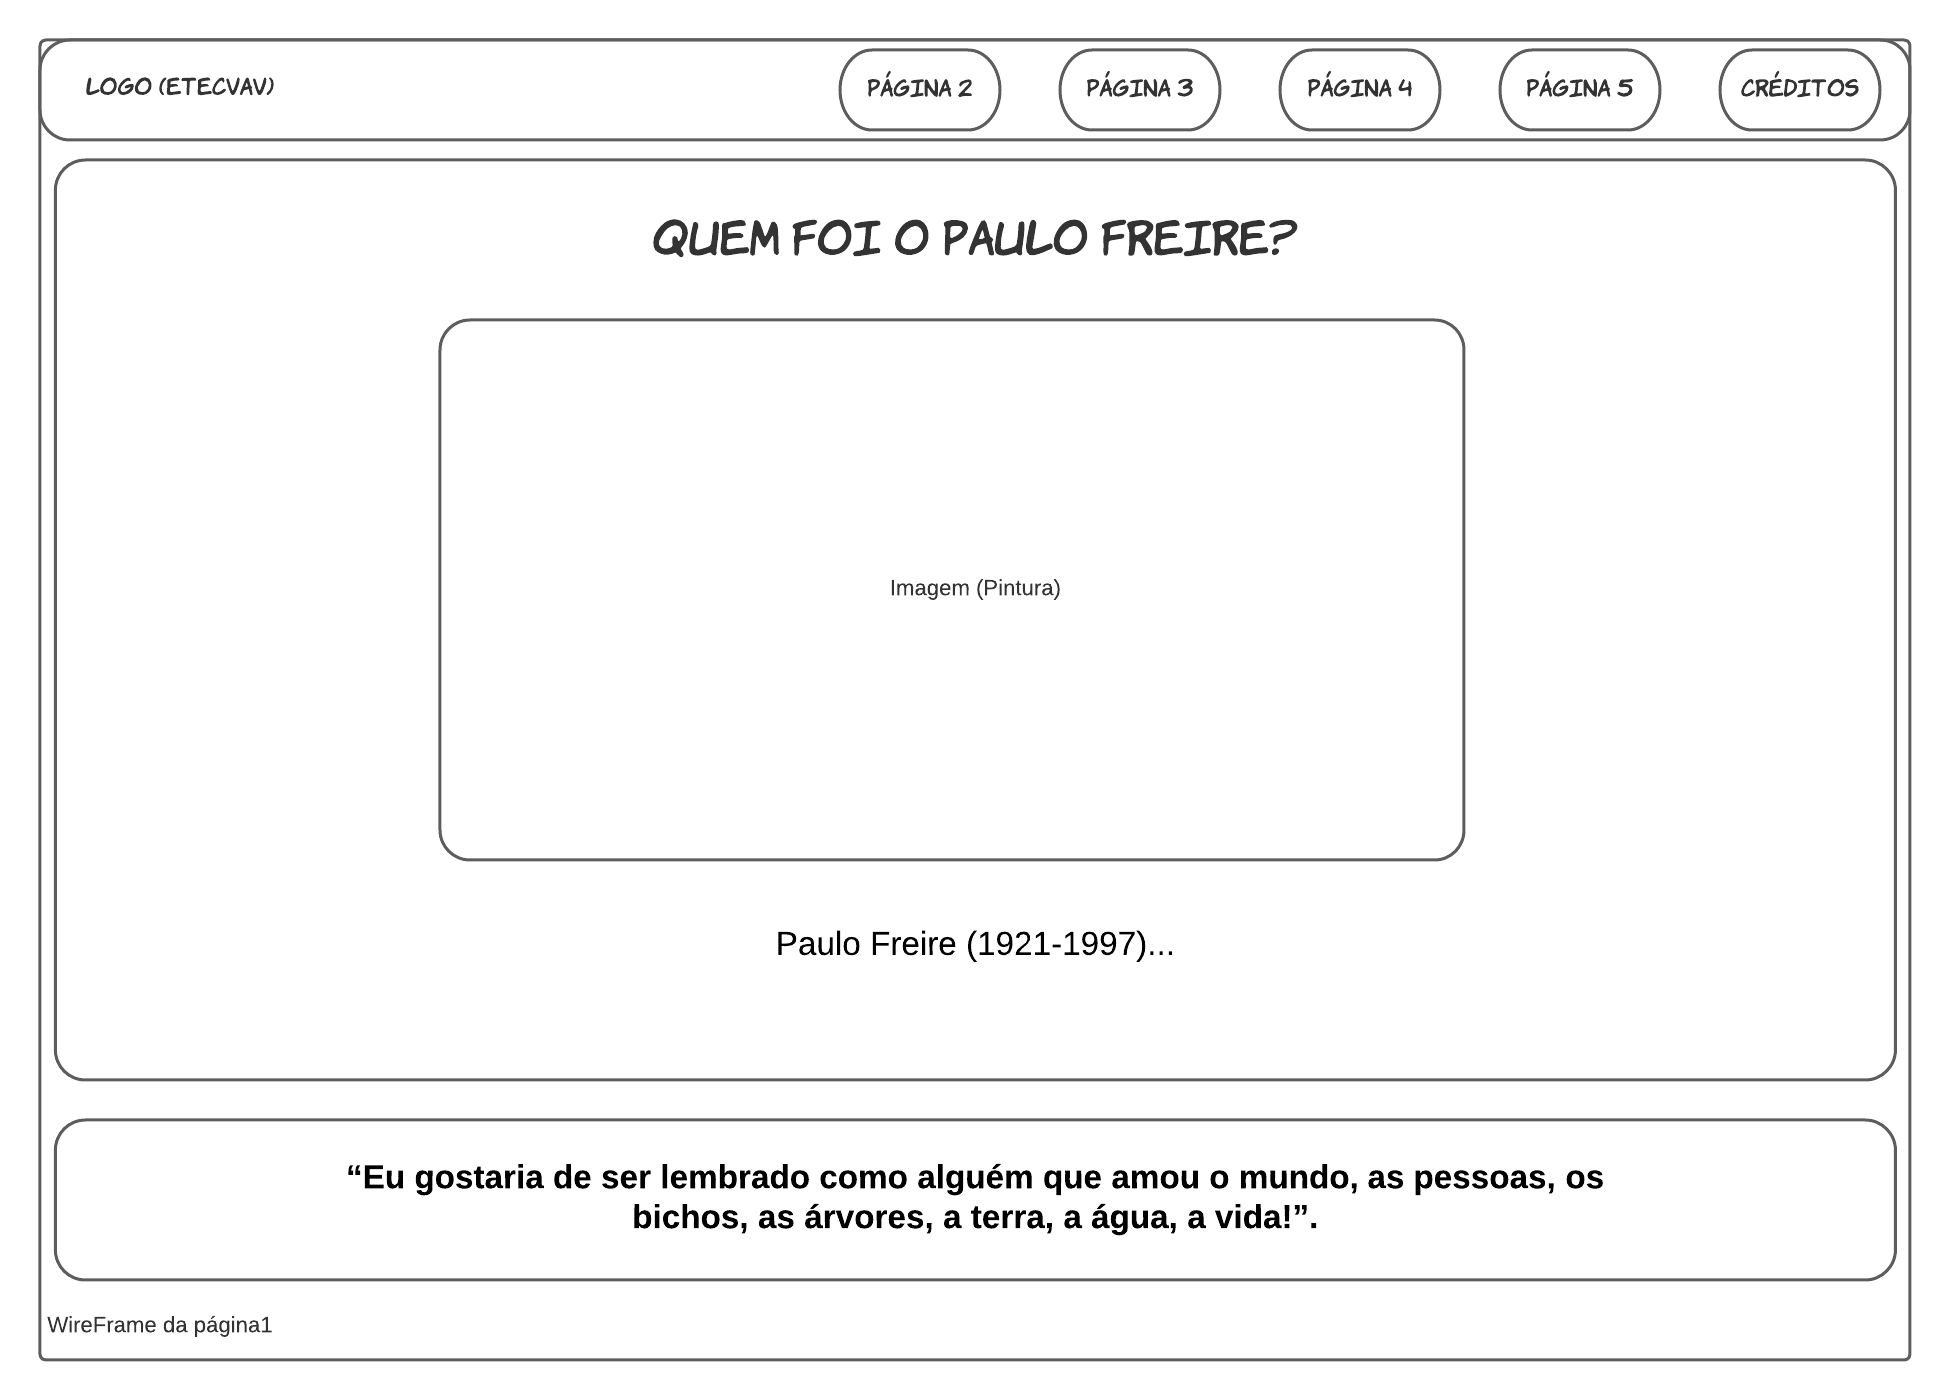 LOGO (ETECVAV)
PÁGINA 2
PÁGINA 3
PÁGINA 4
PÁGINA 5
CRÉDITOS
QUEM FOI O PAULO FREIRE?
Imagem (Pintura)
Paulo Freire (1921-1997)...
“Eu gostaria de ser lembrado como alguém que amou o mundo, as pessoas, os
bichos, as árvores, a terra, a água, a vida!”.
WireFrame da página1